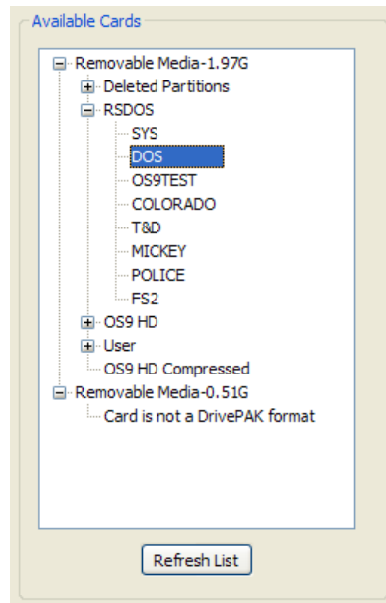 Available Cards
Removable Media-1.97G
Deleted Partitions
RSDOS
SYS
DOS
OS9TEST
COLORADO
T&D
MICKEY
POLICE
FS2
OS9 HD
User
OS9 HD Compressed
Removable Media-0.51G
Card is not a DrivePAK format
Refresh List